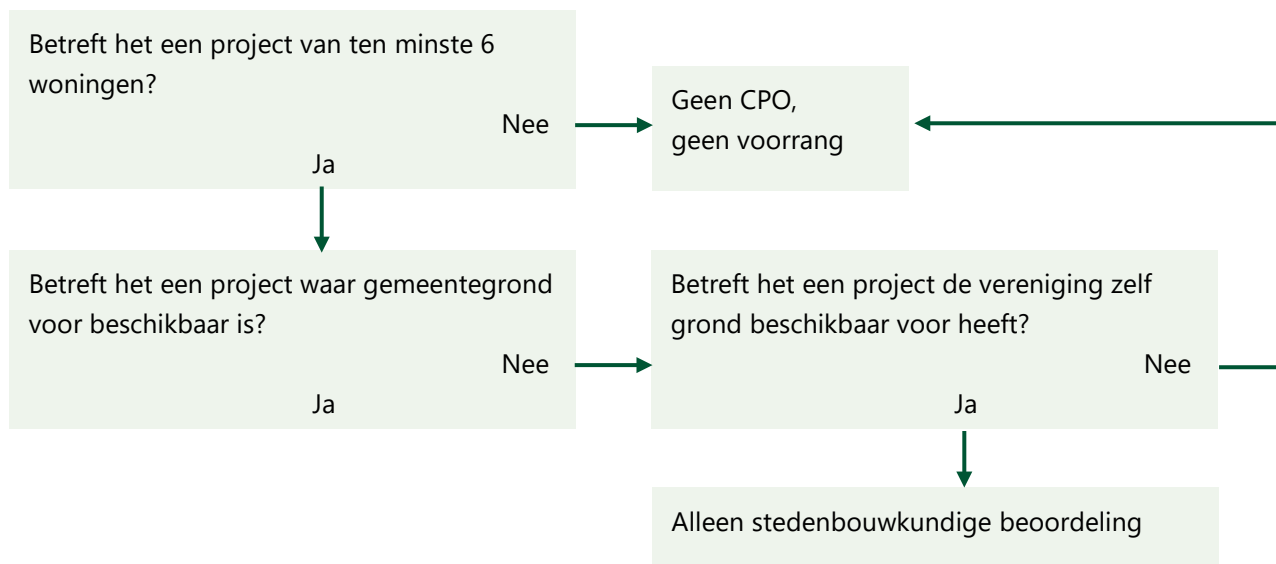 Betreft het een project van ten minste 6
woningen?
Nee
Ja
Geen CPO,
geen voorrang
Betreft het een project waar gemeentegrond
voor beschikbaar is?
Nee
Ja
Betreft het een project de vereniging zelf
grond beschikbaar voor heeft?
Nee
Ja
Alleen stedenbouwkundige beoordeling